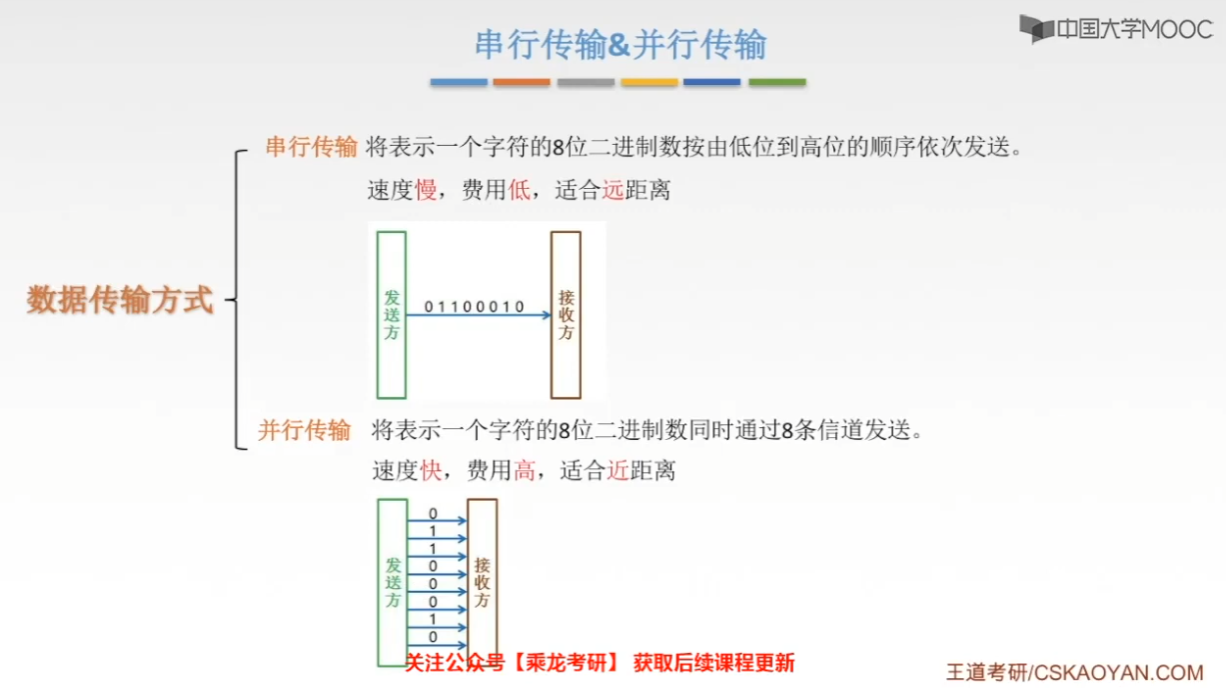 串行传输&并行传输
中国大学MOOC
串行传输 将表示一个字符的8位二进制数按由低位到高位的顺序依次发送。
速度慢，费用低，适合远距离
发送方
01100010
接收方
数据传输方式
并行传输 将表示一个字符的8位二进制数同时通过8条信道发送。
速度快，费用高，适合近距离
发送方
0
1
1
0
0
0
1
0
接收方
关注公众号【乘龙考研】 获取后续课程更新
王道考研/CSKAOYAN.COM